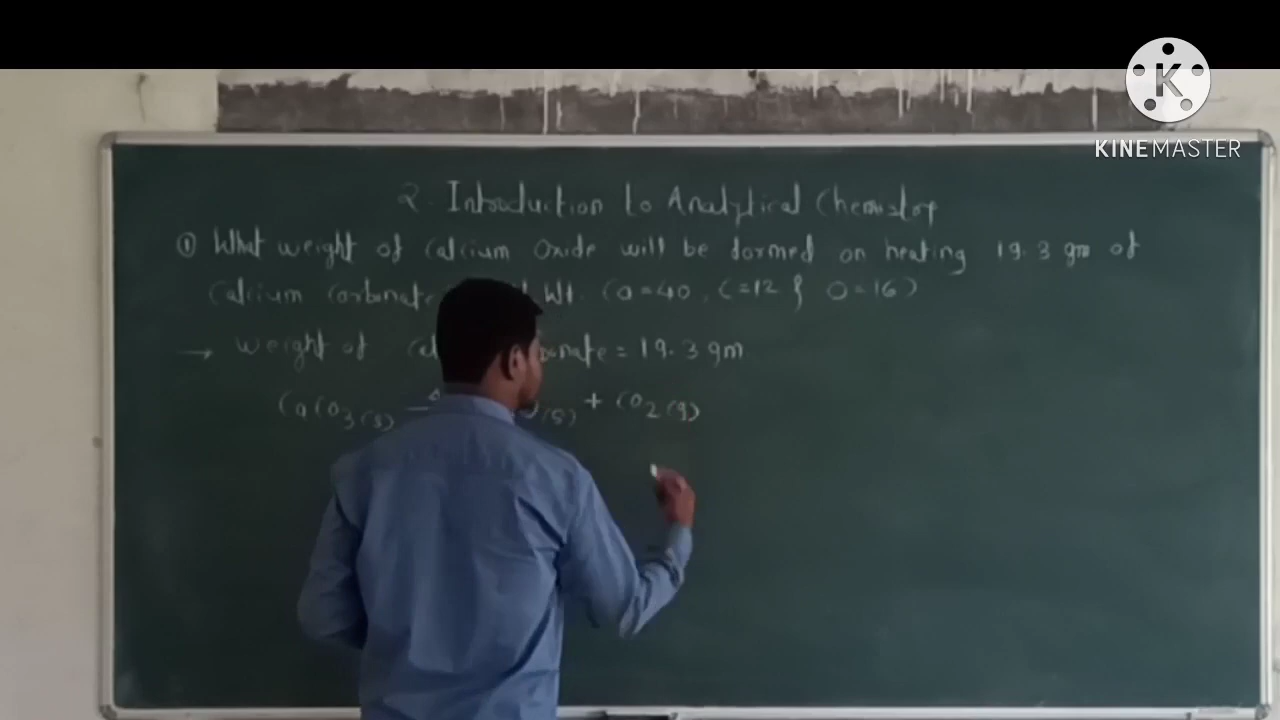 KINEMASTER
2. Introduction to Analytical Chemistry
① What weight of Calcium Oxide will be formed on heating 19.3 gm of
Calcium Carbonate Wt. Ca=40, C=12 & O=16)
→ Weight of = 19.3 gm
CaCO3(s) (s) + CO2(g)